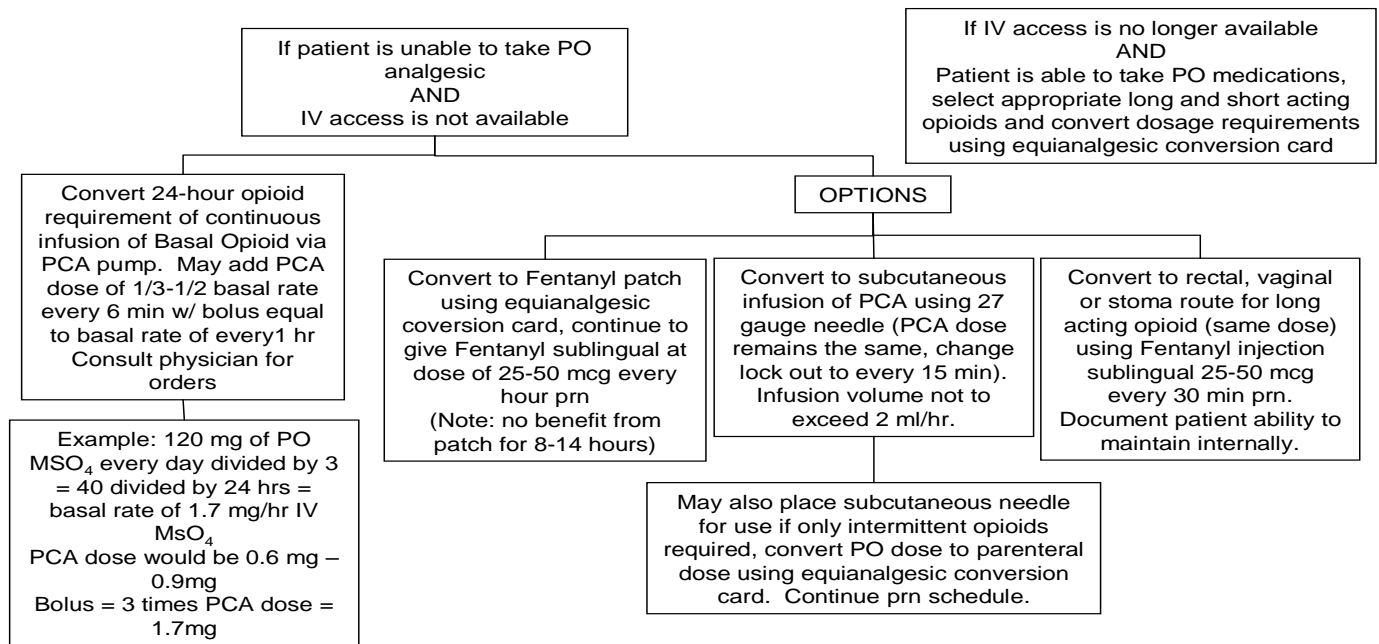 If patient is unable to take PO
analgesic
AND
IV access is not available
If IV access is no longer available
AND
Patient is able to take PO medications,
select appropriate long and short acting
opioids and convert dosage requirements
using equianalgesic conversion card
Convert 24-hour opioid
requirement of continuous
infusion of Basal Opioid via
PCA pump. May add PCA
dose of 1/3-1/2 basal rate
every 6 min w/ bolus equal
to basal rate of every1 hr
Consult physician for
orders
Example: 120 mg of PO
MSO₄ every day divided by 3
= 40 divided by 24 hrs =
basal rate of 1.7 mg/hr IV
MsO₄
PCA dose would be 0.6 mg –
0.9mg
Bolus = 3 times PCA dose =
1.7mg
OPTIONS
Convert to Fentanyl patch
using equianalgesic
coversion card, continue to
give Fentanyl sublingual at
dose of 25-50 mcg every
hour prn
(Note: no benefit from
patch for 8-14 hours)
Convert to subcutaneous
infusion of PCA using 27
gauge needle (PCA dose
remains the same, change
lock out to every 15 min).
Infusion volume not to
exceed 2 ml/hr.
Convert to rectal, vaginal
or stoma route for long
acting opioid (same dose)
using Fentanyl injection
sublingual 25-50 mcg
every 30 min prn.
Document patient ability to
maintain internally.
May also place subcutaneous needle
for use if only intermittent opioids
required, convert PO dose to parenteral
dose using equianalgesic conversion
card. Continue prn schedule.